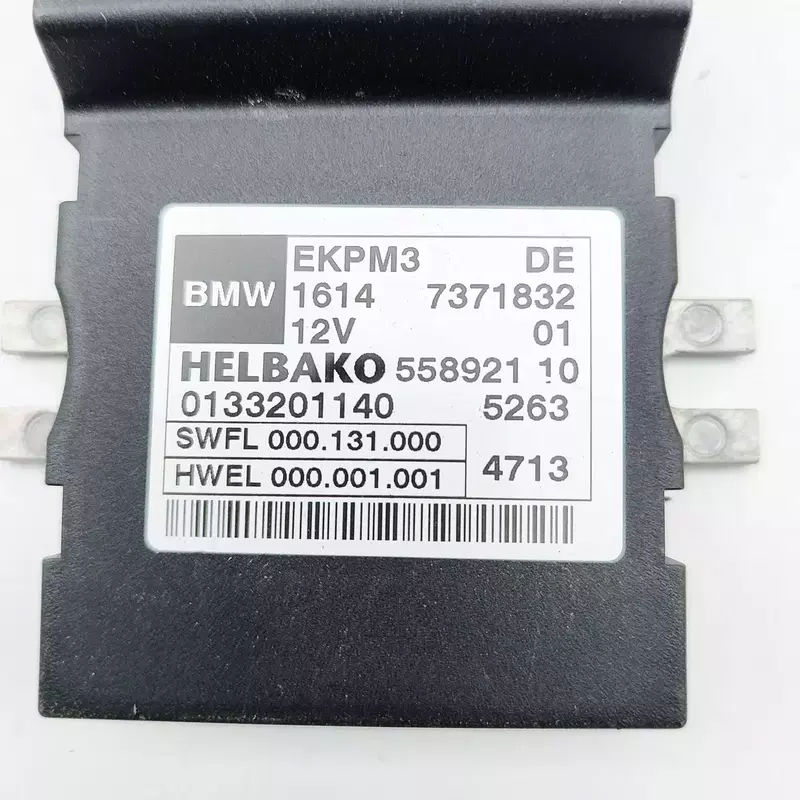 BMW
EKPM3 DE
1614 7371832
12V 01
HELBAKO 558921 10
0133201140 5263
SWFL 000.131.000
HWEL 000.001.001
4713